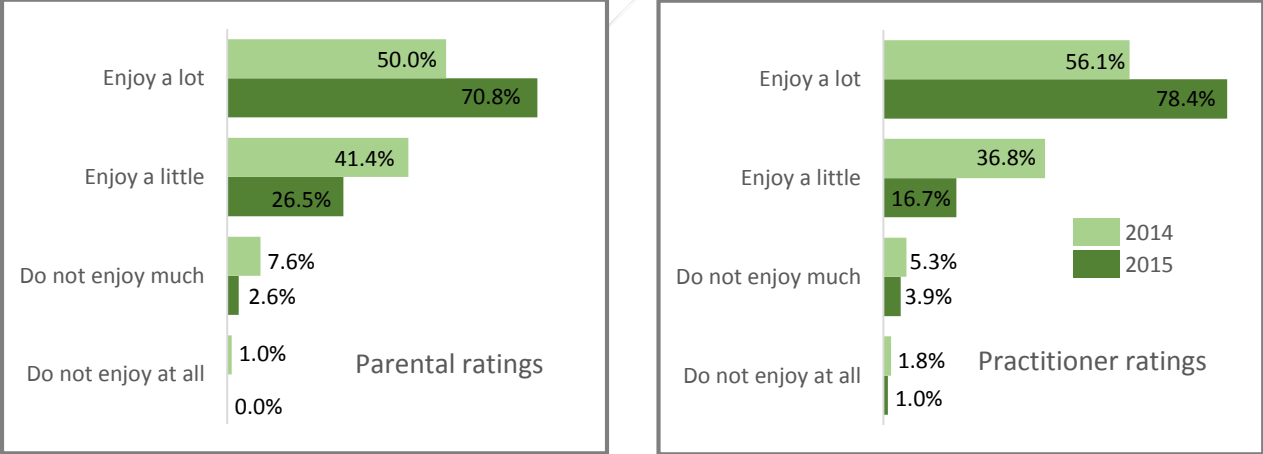 Enjoy a lot
50.0%
70.8%
Enjoy a little
41.4%
26.5%
Do not enjoy much
7.6%
2.6%
Do not enjoy at all
1.0%
0.0%
Parental ratings
Enjoy a lot
56.1%
78.4%
Enjoy a little
36.8%
16.7%
Do not enjoy much
5.3%
3.9%
Do not enjoy at all
1.8%
1.0%
2014
2015
Practitioner ratings